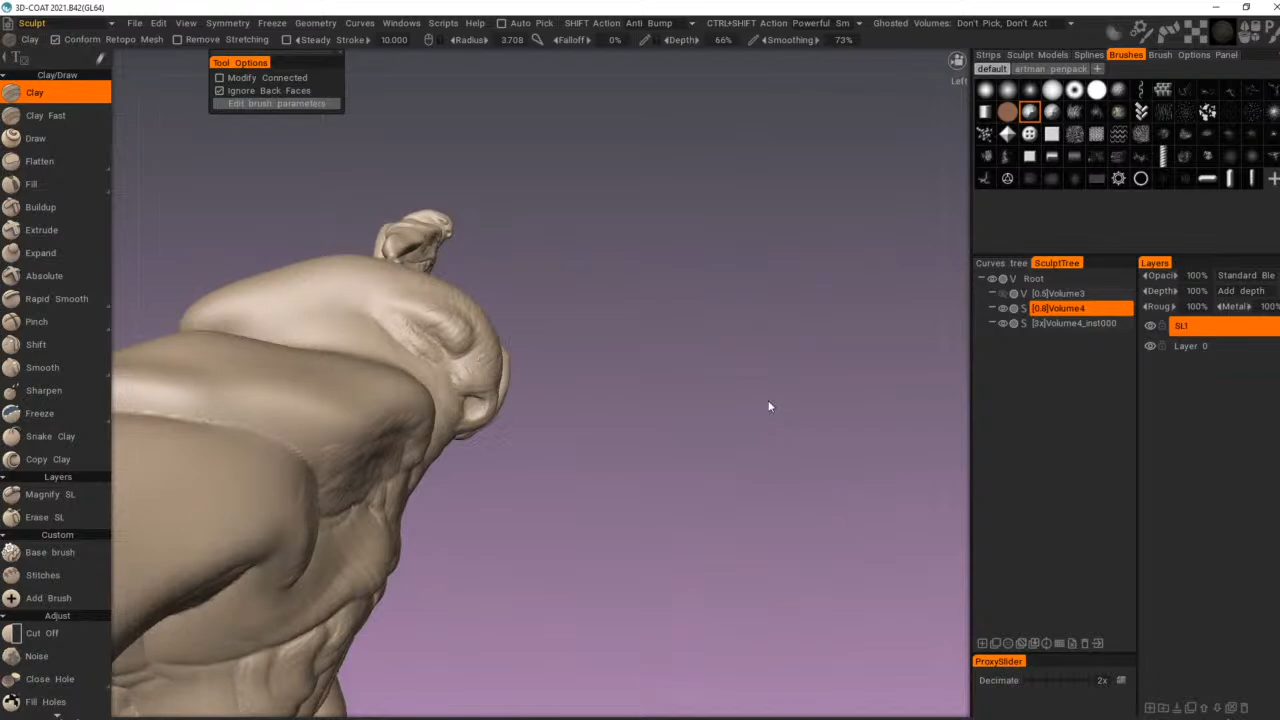 3D-COAT 2021.B42(GL64)
Sculpt File Edit View Symmetry Freeze Geometry Curves Windows Scripts Help Auto Pick SHIFT Action Anti Bump CTRL+SHIFT Action Powerful Sm Ghosted Volumes: Don't Pick, Don't Act
Clay Conform Retopo Mesh Remove Stretching Steady Stroke 10.000 Radius 3.708 Falloff 0% Depth 66% Smoothing 73%
Clay/Draw
Clay
Clay Fast
Draw
Flatten
Fill
Buildup
Extrude
Expand
Absolute
Rapid Smooth
Pinch
Shift
Smooth
Sharpen
Freeze
Snake Clay
Copy Clay
Layers
Magnify SL
Erase SL
Custom
Base brush
Stitches
Add Brush
Adjust
Cut Off
Noise
Close Hole
Fill Holes
Tool Options
Modify Connected
Ignore Back Faces
Edit brush parameters
Left
Strips Sculpt Models Splines Brushes Brush Options Panel
default artman penpack +
Curves tree SculptTree
Root
[0.5]Volume3
[0.8]Volume4
[3x]Volume4_inst000
Layers
Opaci 100% Standard Ble
Depth 100% Add depth
Roug 100% Metal 100%
SL1
Layer 0
ProxySlider
Decimate 2x